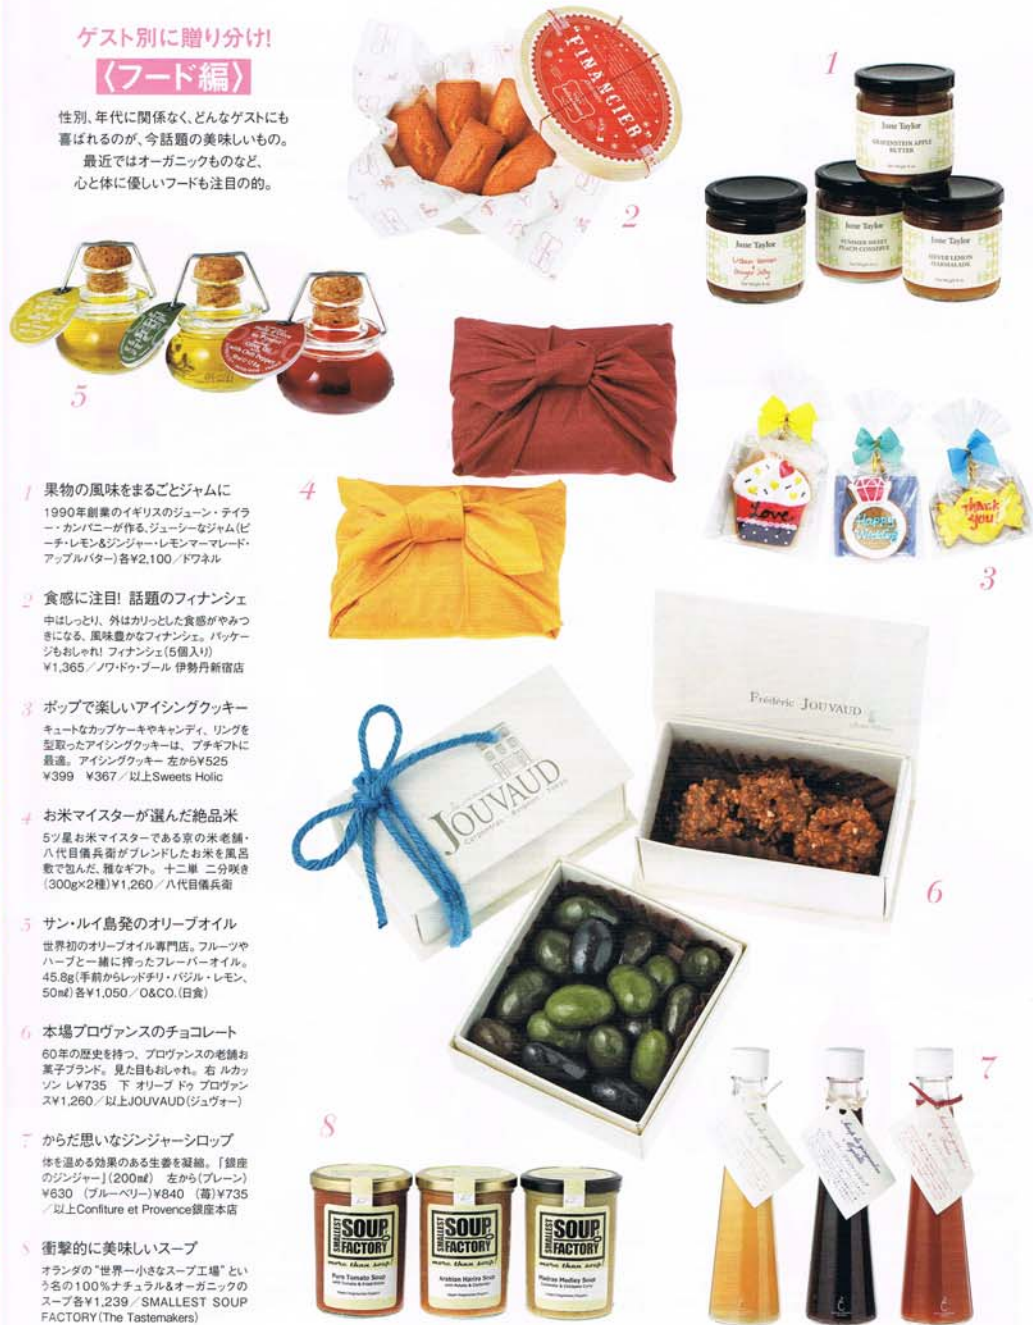 ゲスト別に贈り分け!
〈フード編〉
性別、年代に関係なく、どんなゲストにも
喜ばれるのが、今話題の美味しいもの。
最近ではオーガニックものなど、
心と体に優しいフードも注目の的。
FINANCIER
2
1
June Taylor
GRAVENSTEIN APPLE
BUTTER
June Taylor
June Taylor
SUMMER SWEET
PEACH CONSERVE
June Taylor
MEYER LEMON
MARMALADE
5
with Chili Pepper
4
Love
Happy
Wedding
Thank
you!
3
1 果物の風味をまるごとジャムに
1990年創業のイギリスのジューン・テイラ
ー・カンパニーが作る、ジューシーなジャム(ピ
ーチ・レモン&ジンジャー・レモンマーマレード・
アップルバター)各¥2,100/ドワネル
2 食感に注目! 話題のフィナンシェ
中はしっとり、外はカリっとした食感がやみつ
きになる、風味豊かなフィナンシェ。パッケー
ジもおしゃれ! フィナンシェ(5個入り)
¥1,365/ノワ・ドゥ・ブール 伊勢丹新宿店
3 ポップで楽しいアイシングクッキー
キュートなカップケーキやキャンディ、リングを
型取ったアイシングクッキーは、プチギフトに
最適。アイシングクッキー 左から¥525
¥399 ¥367/以上Sweets Holic
4 お米マイスターが選んだ絶品米
5ツ星お米マイスターである京の米老舗・
八代目儀兵衛がブレンドしたお米を風呂
敷で包んだ、雅なギフト。十二単 二分咲き
(300g×2種)¥1,260/八代目儀兵衛
5 サン・ルイ島発のオリーブオイル
世界初のオリーブオイル専門店。フルーツや
ハーブと一緒に搾ったフレーバーオイル。
45.8g(手前からレッドチリ・バジル・レモン、
50㎖)各¥1,050/O&CO.(日食)
6 本場プロヴァンスのチョコレート
60年の歴史を持つ、プロヴァンスの老舗お
菓子ブランド。見た目もおしゃれ。右 ルカッ
ソン レ¥735 下 オリーブ ドゥ プロヴァン
ス¥1,260/以上JOUVAUD(ジュヴォー)
7 からだ思いなジンジャーシロップ
体を温める効果のある生姜を凝縮。「銀座
のジンジャー」(200㎖) 左から(プレーン)
¥630 (ブルーベリー)¥840 (苺)¥735
/以上Confiture et Provence銀座本店
8 衝撃的に美味しいスープ
オランダの“世界一小さなスープ工場”とい
う名の100%ナチュラル&オーガニックの
スープ各¥1,239/SMALLEST SOUP
FACTORY(The Tastemakers)
Frédéric JOUVAUD
JOUVAUD
Carpentras · Avignon · Tokyo
6
7
8
SMALLEST
SOUP
FACTORY
more than soup!
Pure Tomato Soup
SMALLEST
SOUP
FACTORY
more than soup!
Arabian Harira Soup
SMALLEST
SOUP
FACTORY
more than soup!
Madras Medley Soup